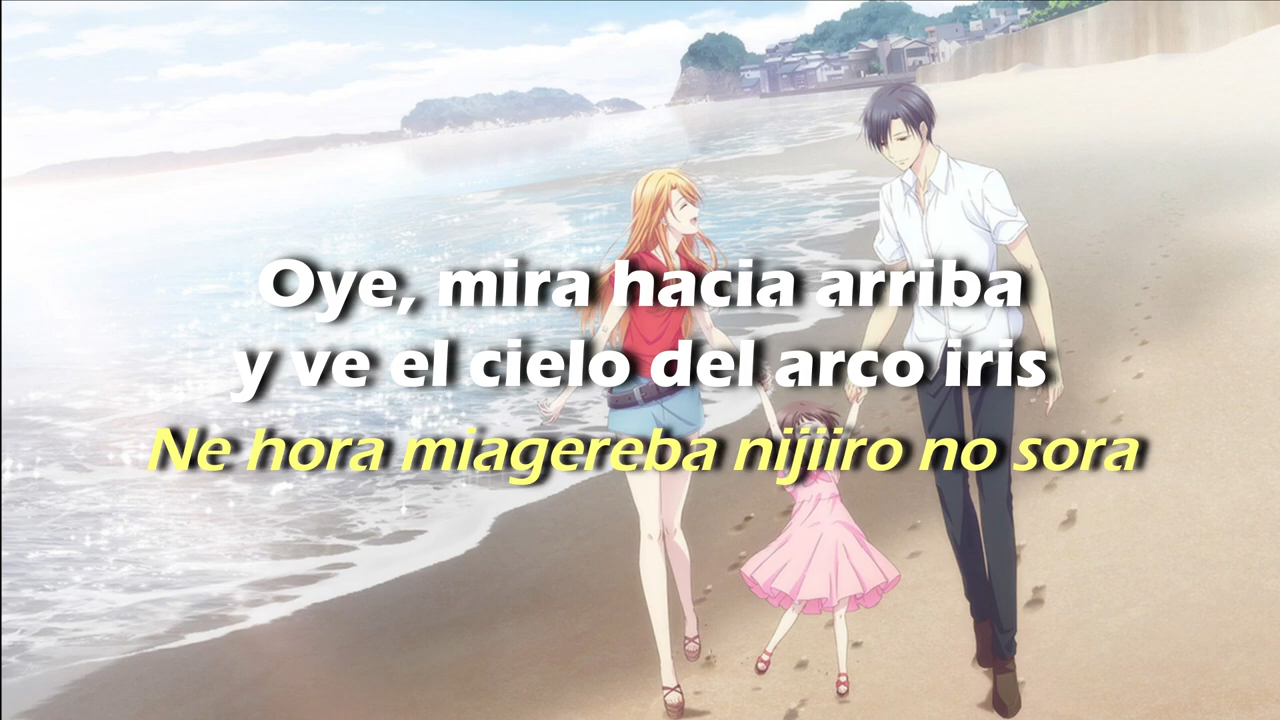 Oye, mira hacia arriba
y ve el cielo del arco iris
Ne hora miagereba nijiiro no sora